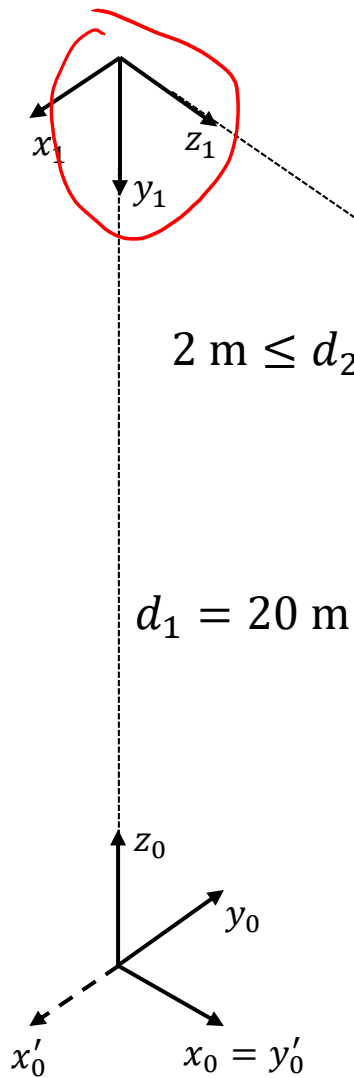 x₁
z₁
y₁
2 m ≤ d₂
d₁ = 20 m
z₀
y₀
x₀′
x₀ = y₀′